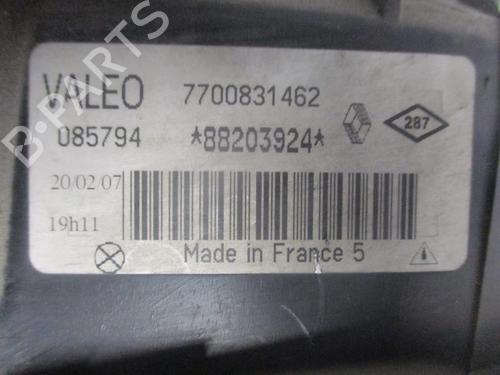 B-PARTS
VALEO 7700831462
085794 *88203924* 287
20/02/07
19h11
Made in France 5